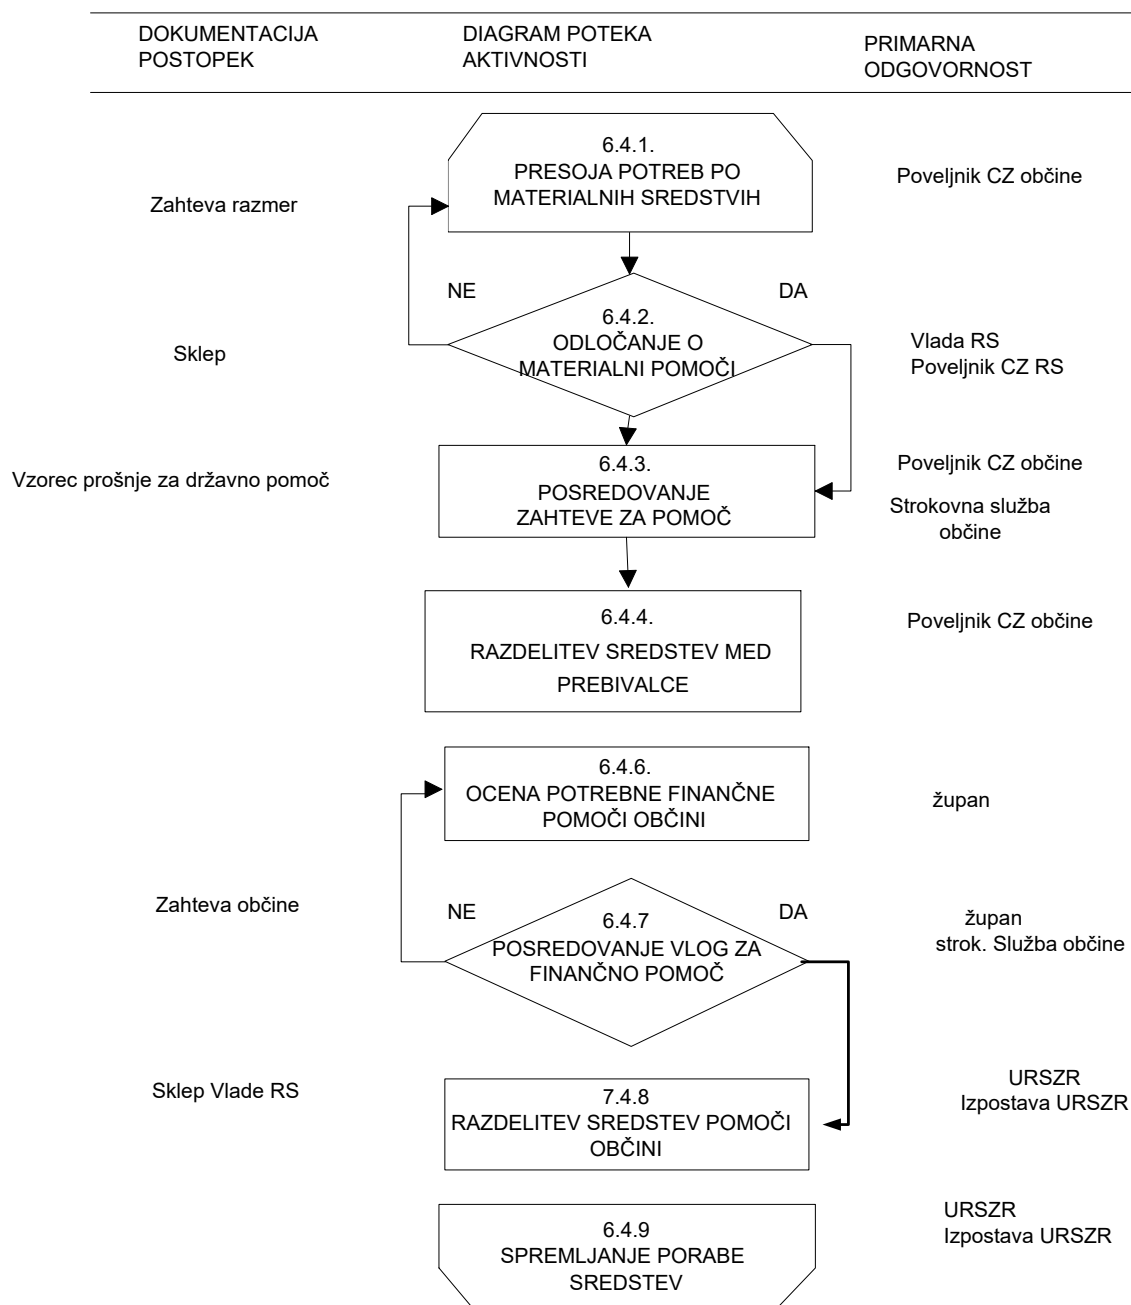 DOKUMENTACIJA
POSTOPEK
DIAGRAM POTEKA
AKTIVNOSTI
PRIMARNA
ODGOVORNOST
6.4.1.
PRESOJA POTREB PO
MATERIALNIH SREDSTVIH
Poveljnik CZ občine
Zahteva razmer
NE
DA
6.4.2.
ODLOČANJE O
MATERIALNI POMOČI
Sklep
Vlada RS
Poveljnik CZ RS
6.4.3.
POSREDOVANJE
ZAHTEVE ZA POMOČ
Vzorec prošnje za državno pomoč
Poveljnik CZ občine
Strokovna služba
občine
6.4.4.
RAZDELITEV SREDSTEV MED
PREBIVALCE
Poveljnik CZ občine
6.4.6.
OCENA POTREBNE FINANČNE
POMOČI OBČINI
župan
Zahteva občine
NE
DA
6.4.7
POSREDOVANJE VLOG ZA
FINANČNO POMOČ
župan
strok. Služba občine
Sklep Vlade RS
7.4.8
RAZDELITEV SREDSTEV POMOČI
OBČINI
URSZR
Izpostava URSZR
6.4.9
SPREMLJANJE PORABE
SREDSTEV
URSZR
Izpostava URSZR